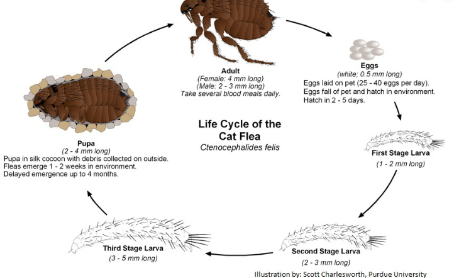 Adult
(Female: 4 mm long)
(Male: 2 - 3 mm long)
Take several blood meals daily.
Eggs
(white; 0.5 mm long)
Eggs laid on pet (25 - 40 eggs per day).
Eggs fall of pet and hatch in environment.
Hatch in 2 - 5 days.
Life Cycle of the
Cat Flea
Ctenocephalides felis
Pupa
(2 - 4 mm long)
Pupa in silk cocoon with debris collected on outside.
Fleas emerge 1 - 2 weeks in environment.
Delayed emergence up to 4 months.
First Stage Larva
(1 - 2 mm long)
Third Stage Larva
(3 - 5 mm long)
Second Stage Larva
(2 - 3 mm long)
Illustration by: Scott Charlesworth, Purdue University